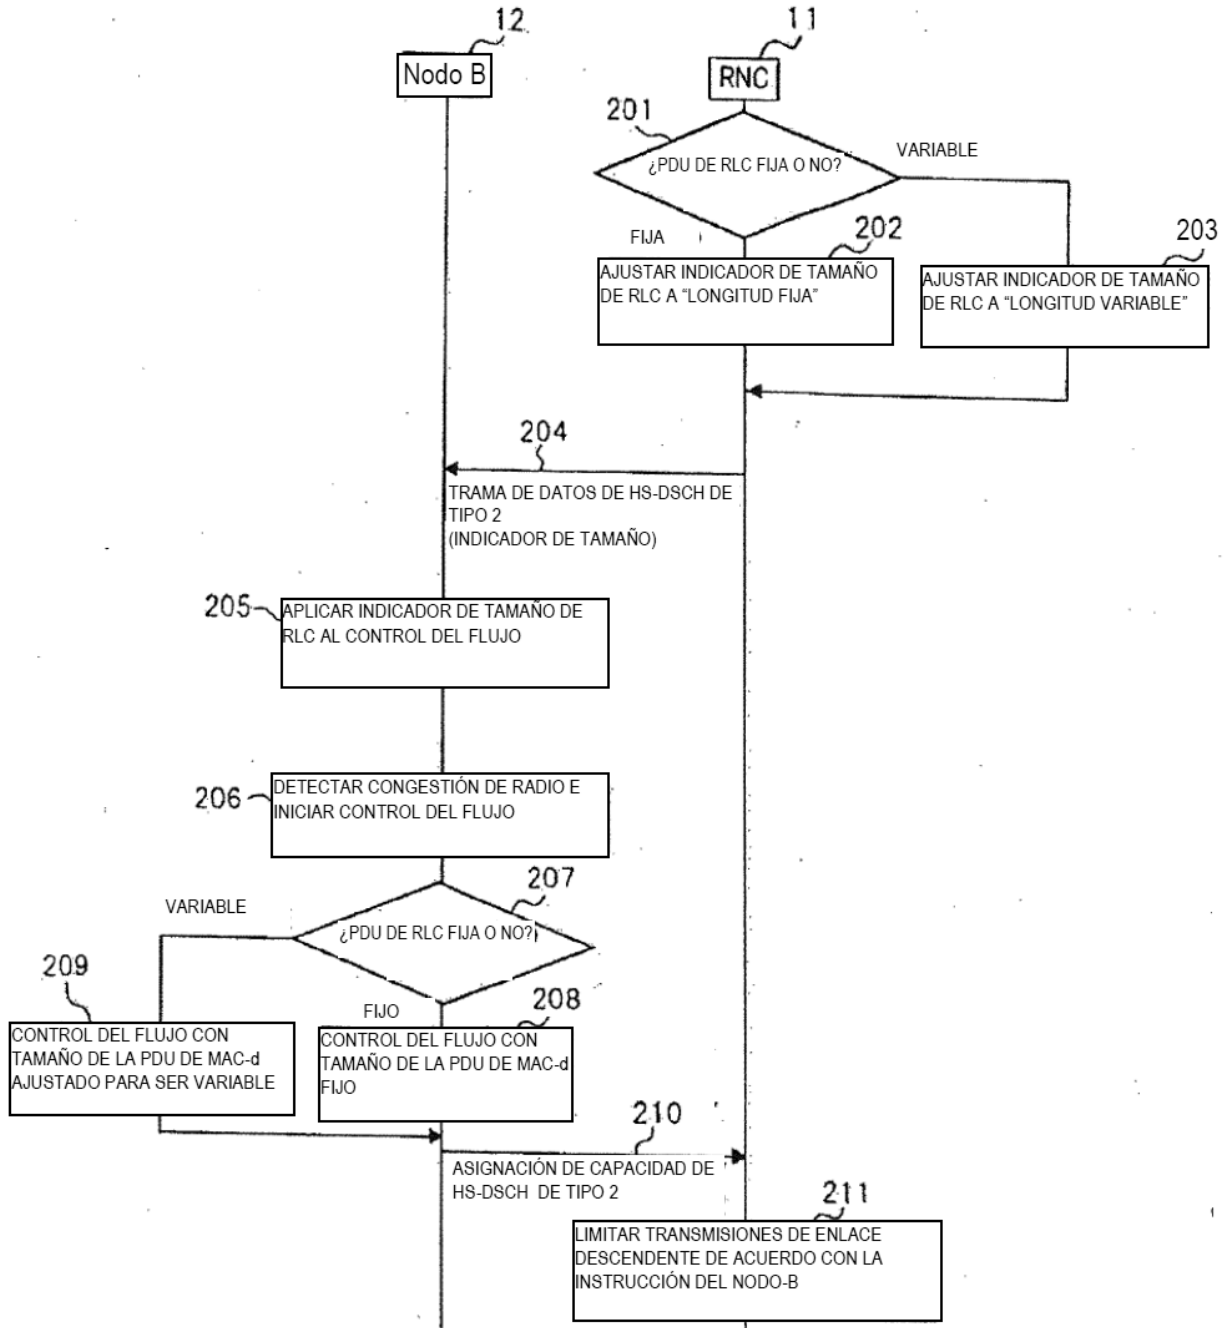 12
11
Nodo B
RNC
201
¿PDU DE RLC FIJA O NO?
VARIABLE
FIJA
202
203
AJUSTAR INDICADOR DE TAMAÑO
DE RLC A “LONGITUD FIJA”
AJUSTAR INDICADOR DE TAMAÑO
DE RLC A “LONGITUD VARIABLE”
204
TRAMA DE DATOS DE HS-DSCH DE
TIPO 2
(INDICADOR DE TAMAÑO)
205
APLICAR INDICADOR DE TAMAÑO DE
RLC AL CONTROL DEL FLUJO
206
DETECTAR CONGESTIÓN DE RADIO E
INICIAR CONTROL DEL FLUJO
207
VARIABLE
¿PDU DE RLC FIJA O NO?
209
FIJO
208
CONTROL DEL FLUJO CON
TAMAÑO DE LA PDU DE MAC-d
AJUSTADO PARA SER VARIABLE
CONTROL DEL FLUJO CON
TAMAÑO DE LA PDU DE MAC-d
FIJO
210
ASIGNACIÓN DE CAPACIDAD DE
HS-DSCH DE TIPO 2
211
LIMITAR TRANSMISIONES DE ENLACE
DESCENDENTE DE ACUERDO CON LA
INSTRUCCIÓN DEL NODO-B